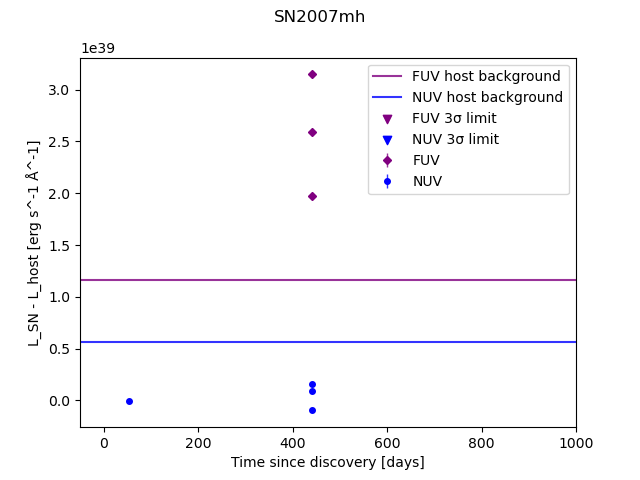 SN2007mh
1e39
L_SN - L_host [erg s^-1 Å^-1]
3.0
2.5
2.0
1.5
1.0
0.5
0.0
FUV host background
NUV host background
FUV 3σ limit
NUV 3σ limit
FUV
NUV
0 200 400 600 800 1000
Time since discovery [days]